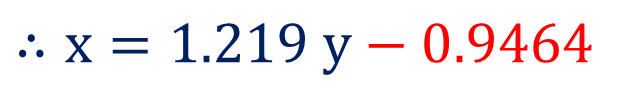 ∴ x = 1.219 y − 0.9464